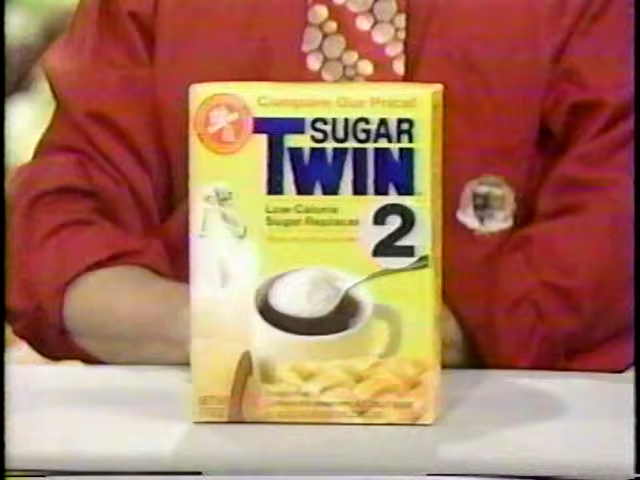 Compare Our Price!
SUGAR
TWIN
Low Calorie
Sugar Replacer
2